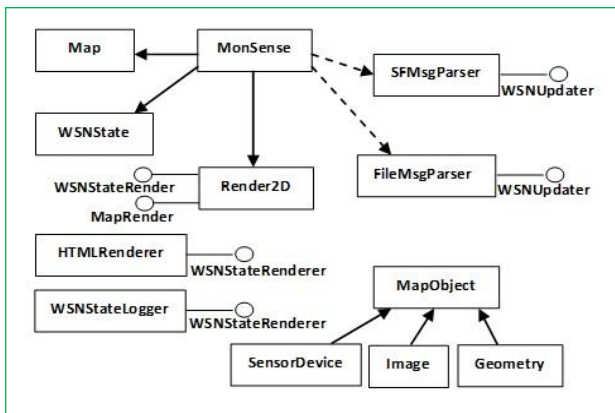 Map
MonSense
SFMsgParser
WSNUpdater
WSNState
WSNStateRender
MapRender
Render2D
FileMsgParser
WSNUpdater
HTMLRenderer
WSNStateRenderer
WSNStateLogger
WSNStateRenderer
MapObject
SensorDevice
Image
Geometry